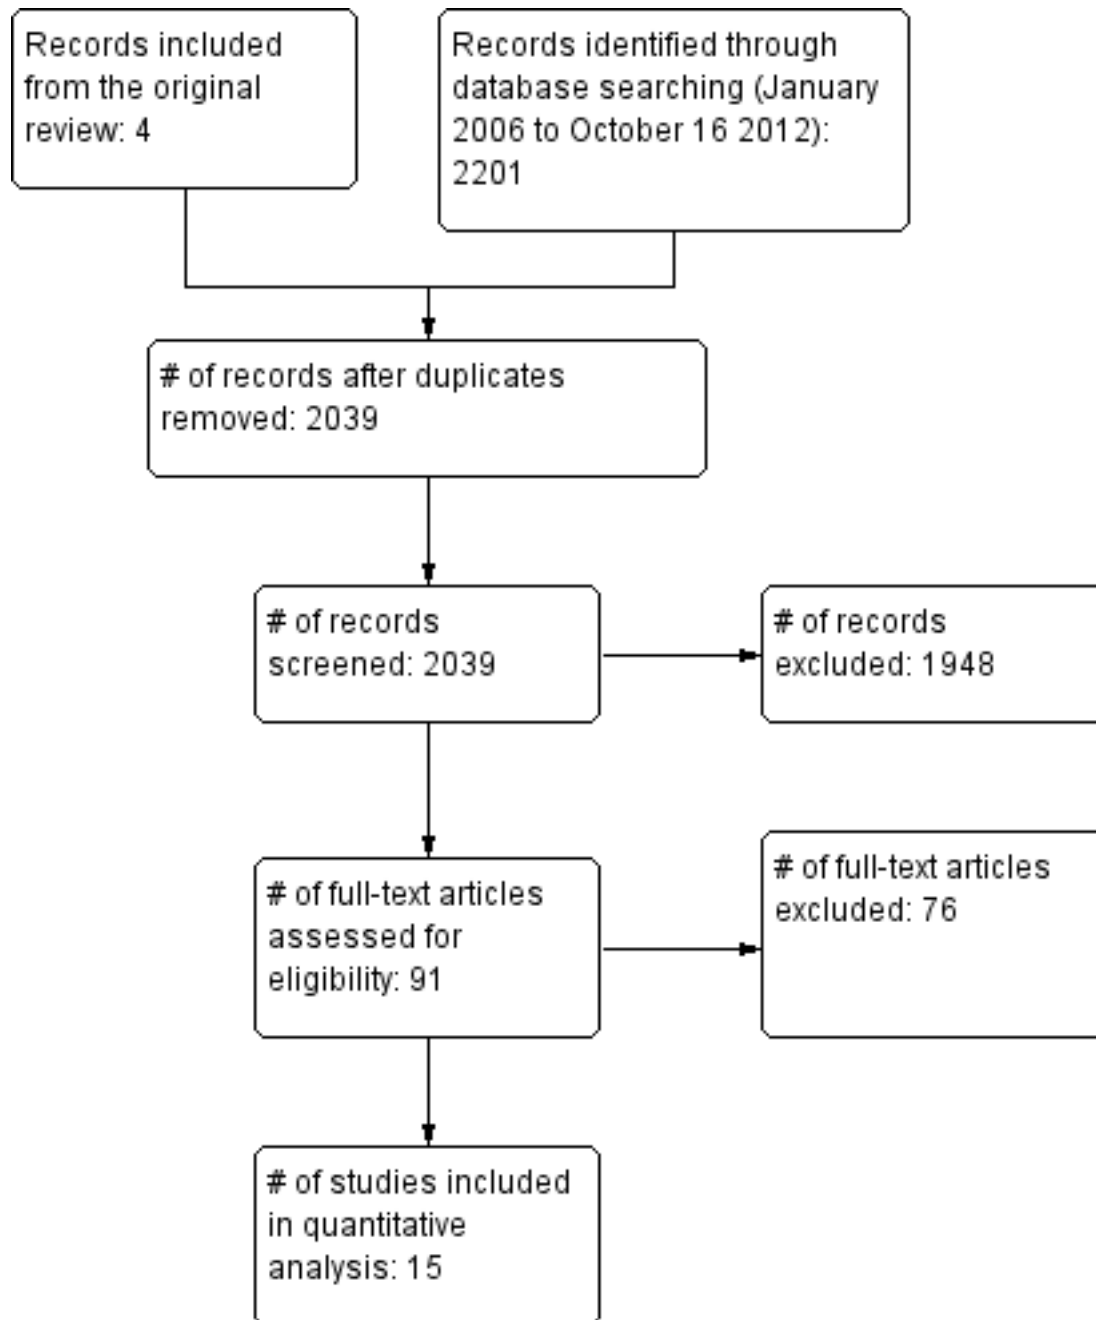 Records included
from the original
review: 4
Records identified through
database searching (January
2006 to October 16 2012):
2201
# of records after duplicates
removed: 2039
# of records
screened: 2039
# of records
excluded: 1948
# of full-text articles
assessed for
eligibility: 91
# of full-text articles
excluded: 76
# of studies included
in quantitative
analysis: 15